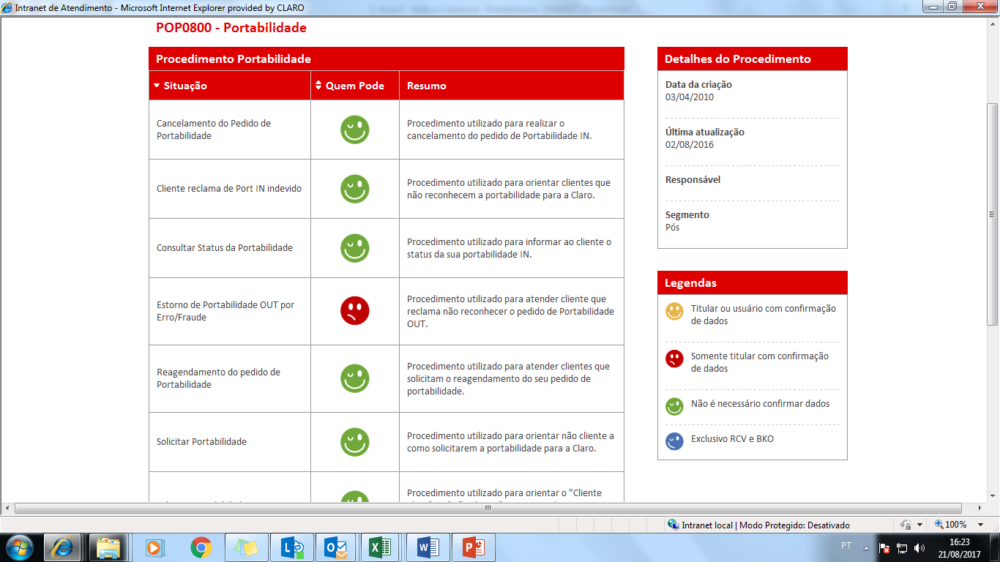 Intranet de Atendimento - Microsoft Internet Explorer provided by CLARO
POP0800 - Portabilidade
Procedimento Portabilidade
Situação Quem Pode Resumo
Cancelamento do Pedido de
Portabilidade
Procedimento utilizado para realizar o
cancelamento do pedido de Portabilidade IN.
Cliente reclama de Port IN indevido
Procedimento utilizado para orientar clientes que
não reconhecem a portabilidade para a Claro.
Consultar Status da Portabilidade
Procedimento utilizado para informar ao cliente o
status da sua portabilidade IN.
Estorno de Portabilidade OUT por
Erro/Fraude
Procedimento utilizado para atender cliente que
reclama não reconhecer o pedido de Portabilidade
OUT.
Reagendamento do pedido de
Portabilidade
Procedimento utilizado para atender clientes que
solicitam o reagendamento do seu pedido de
portabilidade.
Solicitar Portabilidade
Procedimento utilizado para orientar não cliente a
como solicitarem a portabilidade para a Claro.
Procedimento utilizado para orientar o "Cliente
Detalhes do Procedimento
Data da criação
03/04/2010
Última atualização
02/08/2016
Responsável
Segmento
Pós
Legendas
Titular ou usuário com confirmação
de dados
Somente titular com confirmação
de dados
Não é necessário confirmar dados
Exclusivo RCV e BKO
Intranet local | Modo Protegido: Desativado
100%
PT
16:23
21/08/2017